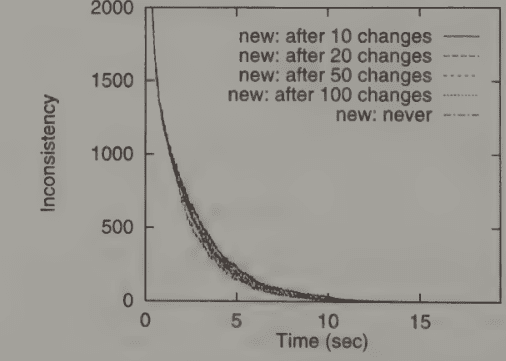 2000
1500
1000
500
0
Inconsistency
new: after 10 changes
new: after 20 changes
new: after 50 changes
new: after 100 changes
new: never
0 5 10 15
Time (sec)